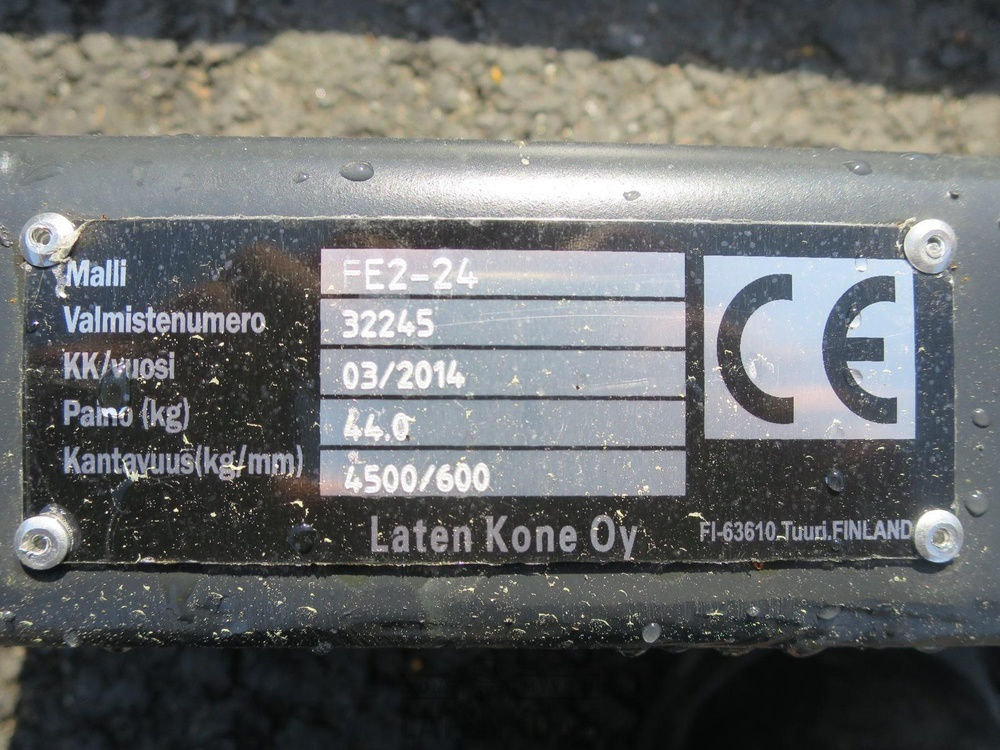 Malli FE2-24
Valmistenumero 32245
KK/vuosi 03/2014
Paino (kg) 44.0
Kantavuus(kg/mm) 4500/600
CE
Laten Kone Oy FI-63610 Tuuri.FINLAND